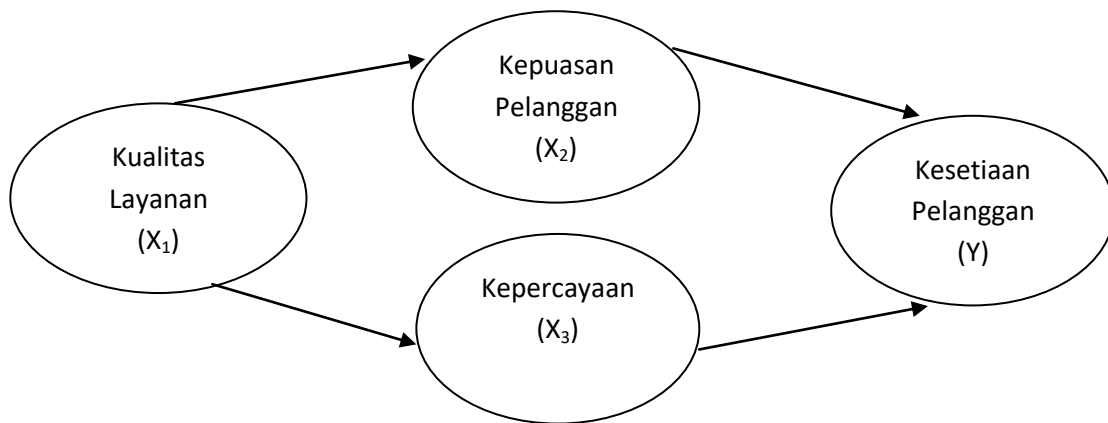 Kualitas
Layanan
(X₁)
Kepuasan
Pelanggan
(X₂)
Kepercayaan
(X₃)
Kesetiaan
Pelanggan
(Y)